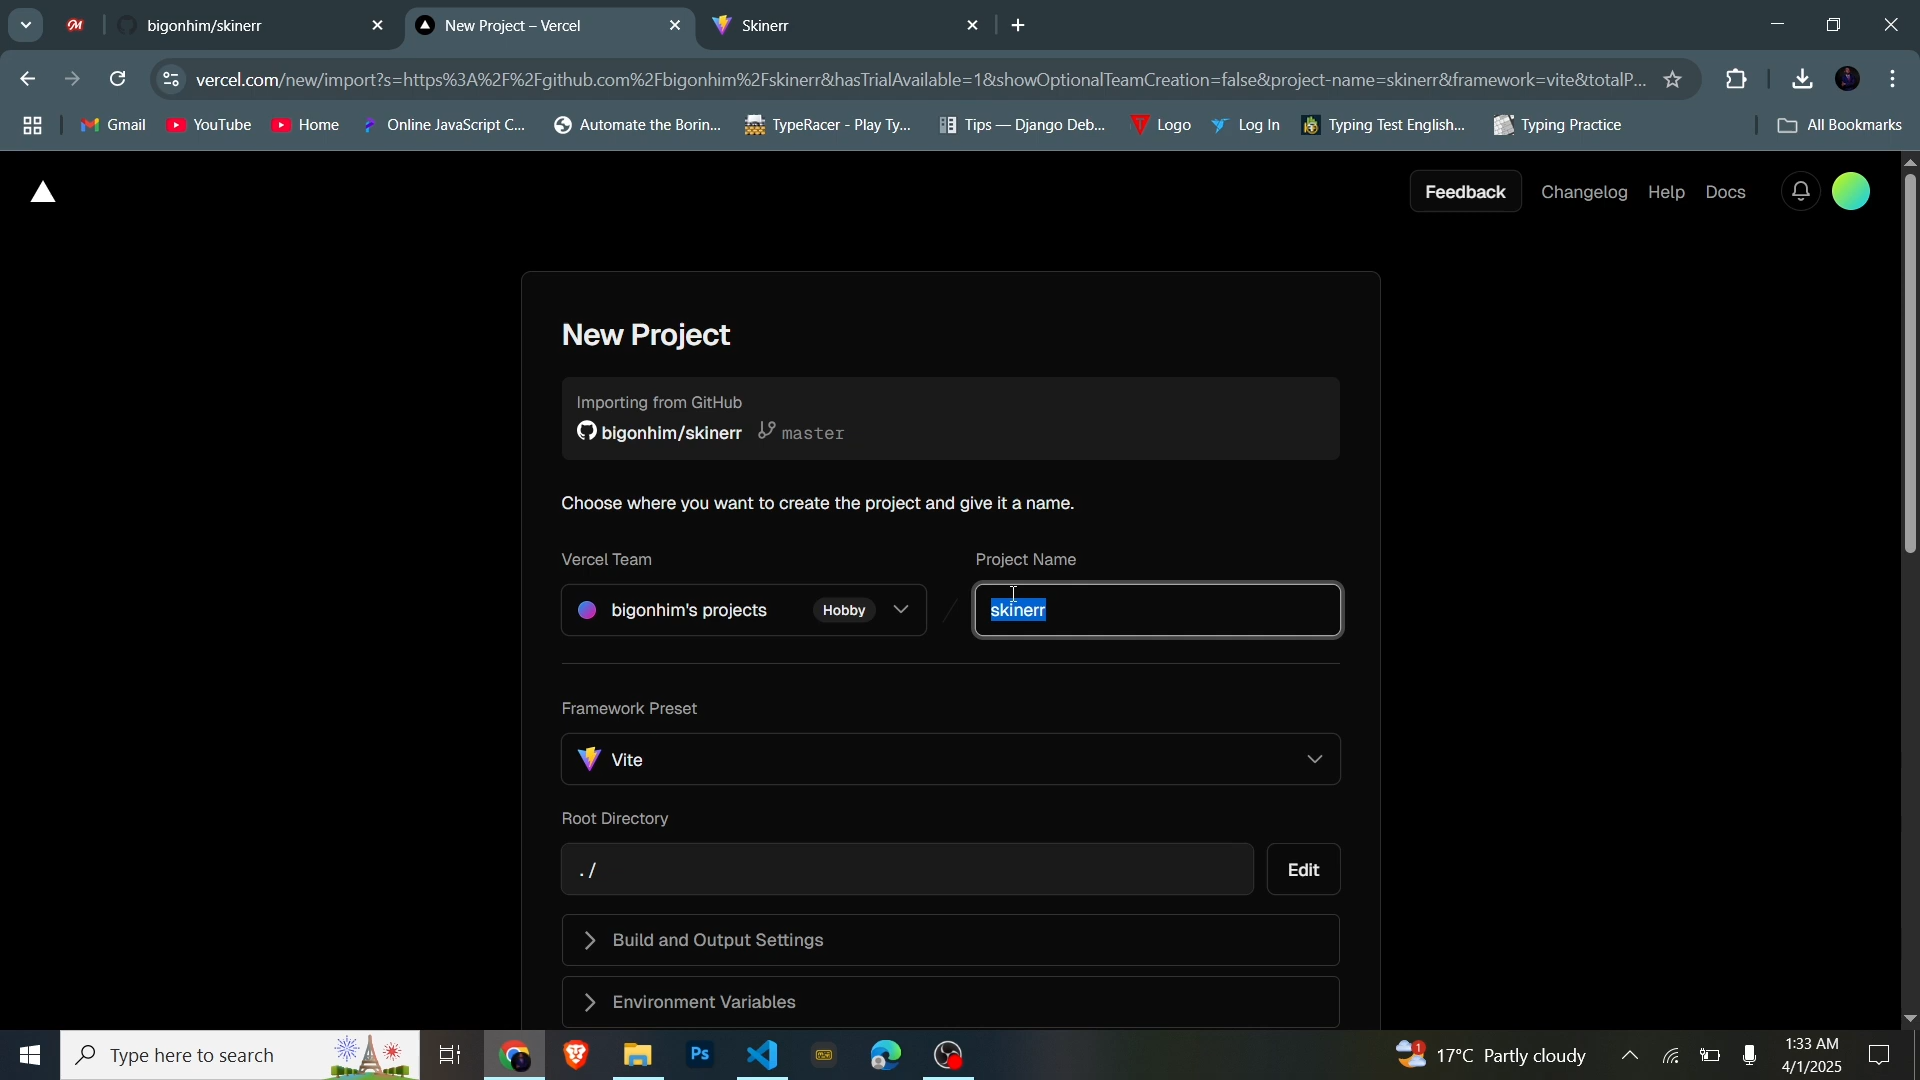 bigonhim/skinerr
New Project – Vercel
Skinerr
vercel.com/new/import?s=https%3A%2F%2Fgithub.com%2Fbigonhim%2Fskinerr&hasTrialAvailable=1&showOptionalTeamCreation=false&project-name=skinerr&framework=vite&totalP...
Gmail
YouTube
Home
Online JavaScript C...
Automate the Borin...
TypeRacer - Play Ty...
Tips — Django Deb...
Logo
Log In
Typing Test English...
Typing Practice
All Bookmarks
Feedback
Changelog
Help
Docs
New Project
Importing from GitHub
bigonhim/skinerr master
Choose where you want to create the project and give it a name.
Vercel Team
Project Name
bigonhim's projects Hobby
/
skinerr
Framework Preset
Vite
Root Directory
./
Edit
Build and Output Settings
Environment Variables
Type here to search
Ps
1
17°C Partly cloudy
1:33 AM
4/1/2025